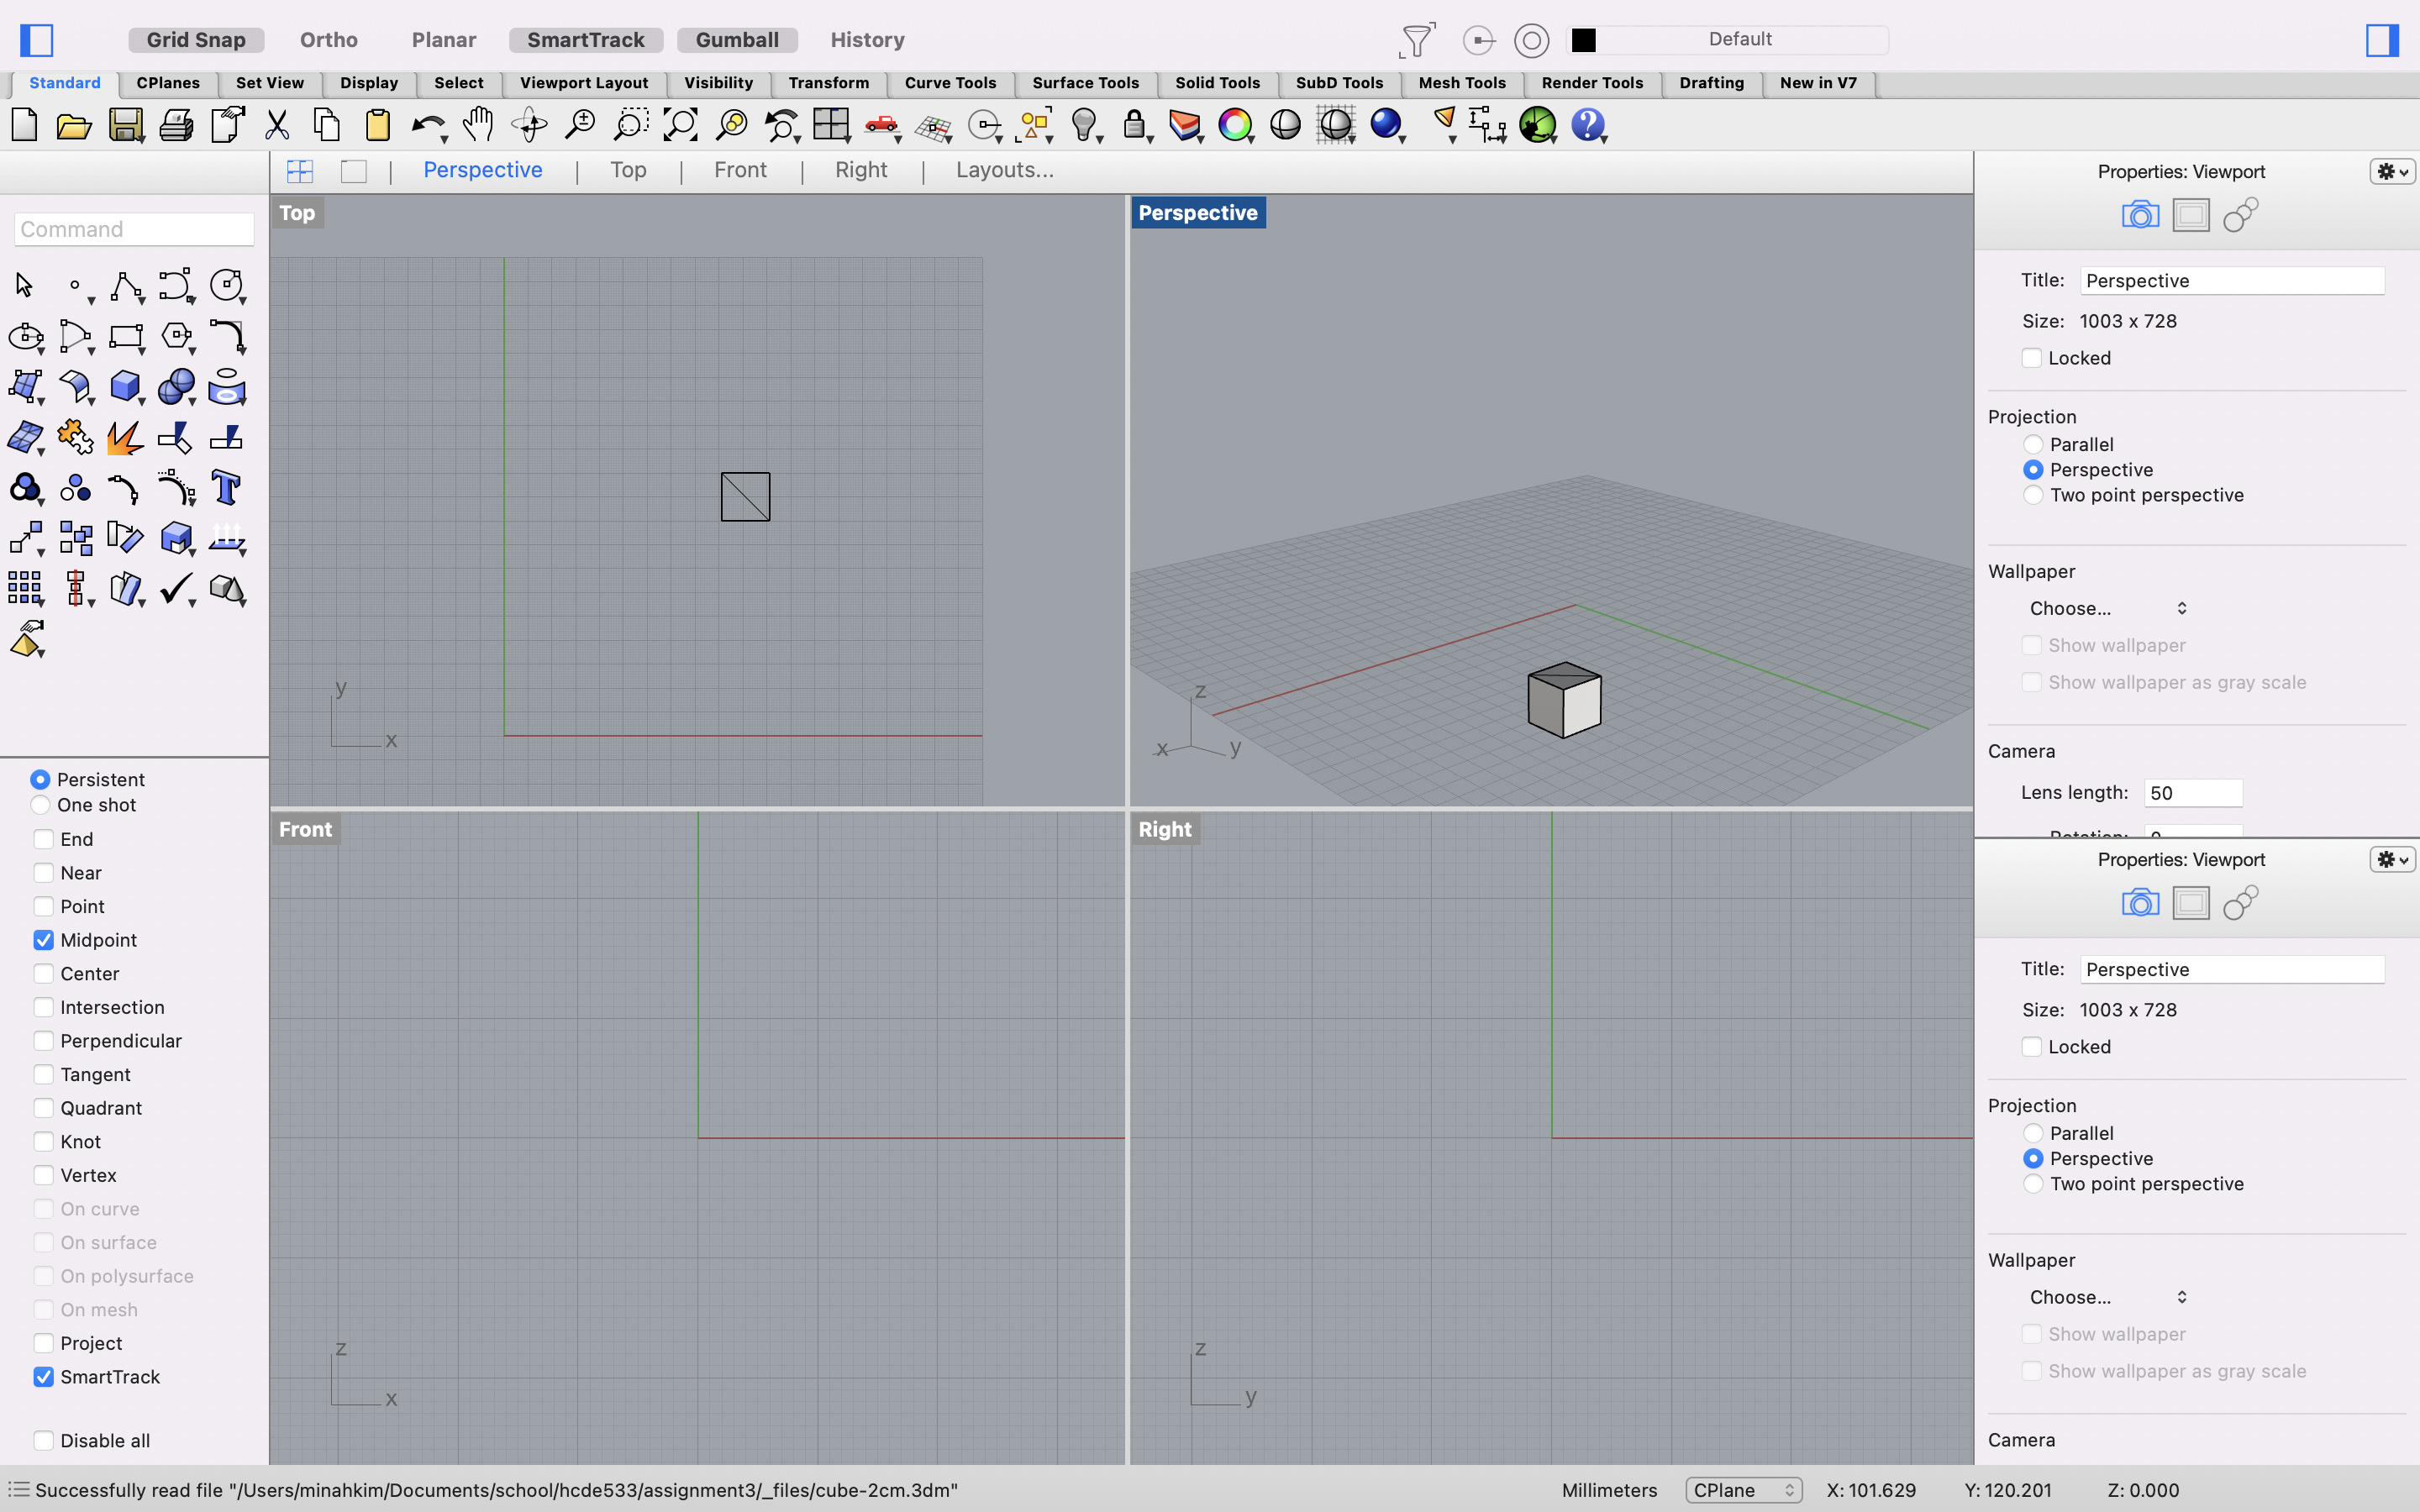 Grid Snap Ortho Planar SmartTrack Gumball History Default
Standard CPlanes Set View Display Select Viewport Layout Visibility Transform Curve Tools Surface Tools Solid Tools SubD Tools Mesh Tools Render Tools Drafting New in V7
Perspective | Top | Front | Right | Layouts...
Command
Top
y
x
Perspective
z
x
y
Front
z
x
Right
z
y
Persistent
One shot
End
Near
Point
Midpoint
Center
Intersection
Perpendicular
Tangent
Quadrant
Knot
Vertex
On curve
On surface
On polysurface
On mesh
Project
SmartTrack
Disable all
Properties: Viewport
Title: Perspective
Size: 1003 x 728
Locked
Projection
Parallel
Perspective
Two point perspective
Wallpaper
Choose...
Show wallpaper
Show wallpaper as gray scale
Camera
Lens length: 50
Rotation: 0
Properties: Viewport
Title: Perspective
Size: 1003 x 728
Locked
Projection
Parallel
Perspective
Two point perspective
Wallpaper
Choose...
Show wallpaper
Show wallpaper as gray scale
Camera
Successfully read file "/Users/minahkim/Documents/school/hcde533/assignment3/_files/cube-2cm.3dm" Millimeters CPlane X: 101.629 Y: 120.201 Z: 0.000